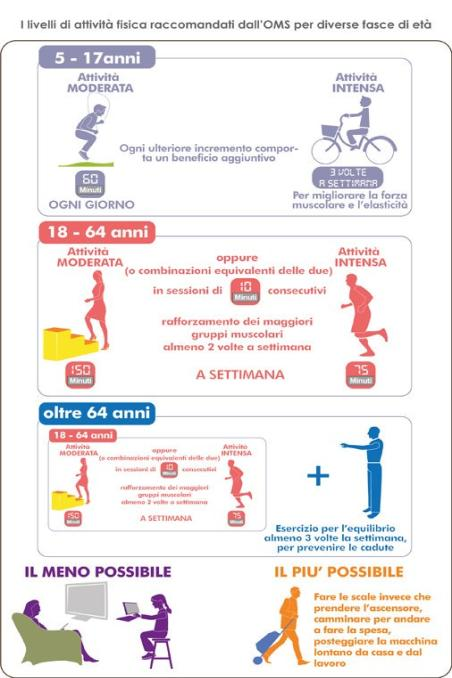 I livelli di attività fisica raccomandati dall'OMS per diverse fasce di età
5 - 17anni
Attività
MODERATA
Attività
INTENSA
Ogni ulteriore incremento compor-
ta un beneficio aggiuntivo
60
Minuti
OGNI GIORNO
3 VOLTE
A SETTIMANA
Per migliorare la forza
muscolare e l'elasticità
18 - 64 anni
Attività
MODERATA
oppure
(o combinazioni equivalenti delle due)
in sessioni di 10 Minuti consecutivi
Attività
INTENSA
rafforzamento dei maggiori
gruppi muscolari
almeno 2 volte a settimana
150
Minuti
A SETTIMANA
75
Minuti
oltre 64 anni
18 - 64 anni
Attività
MODERATA
oppure
(o combinazioni equivalenti delle due)
in sessioni di 10 Minuti consecutivi
Attività
INTENSA
rafforzamento dei maggiori
gruppi muscolari
almeno 2 volte a settimana
150
Minuti
A SETTIMANA
75
Minuti
+
Esercizio per l'equilibrio
almeno 3 volte la settimana,
per prevenire le cadute
IL MENO POSSIBILE
IL PIU' POSSIBILE
Fare le scale invece che
prendere l'ascensore,
camminare per andare
a fare la spesa,
posteggiare la macchina
lontano da casa e dal
lavoro